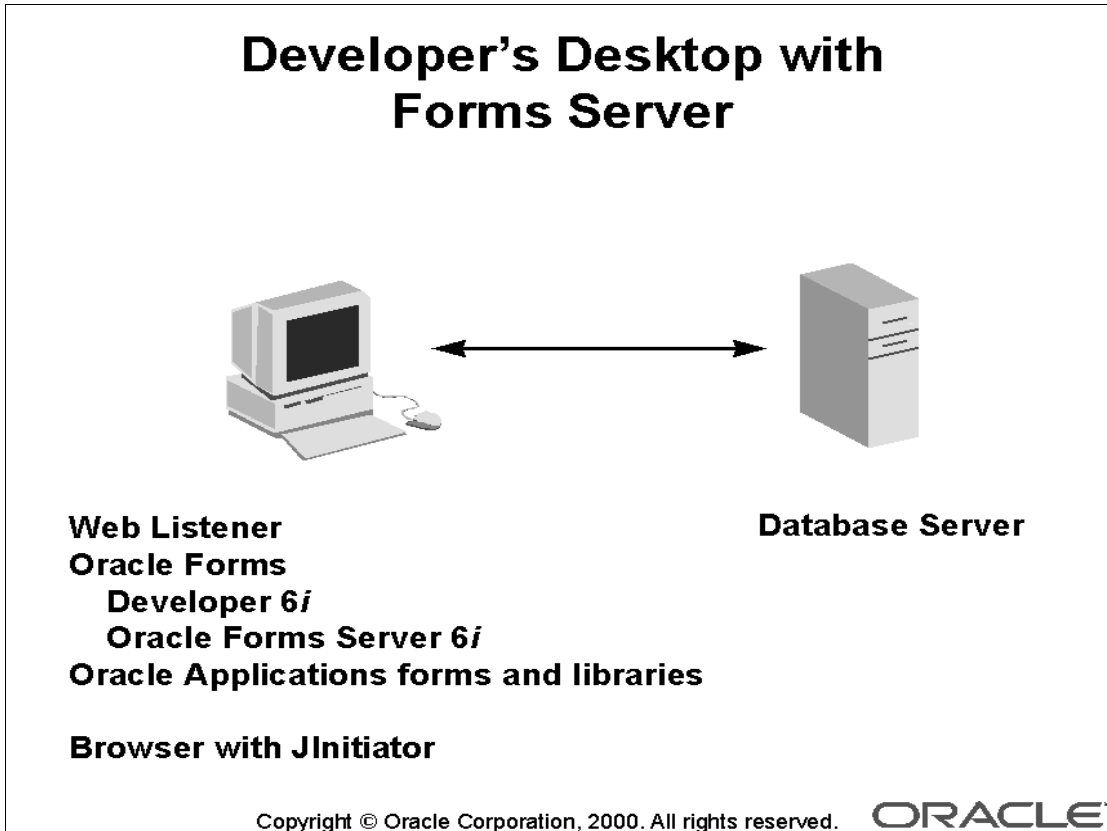 Developer's Desktop with
Forms Server
Web Listener
Oracle Forms
Developer 6i
Oracle Forms Server 6i
Oracle Applications forms and libraries
Browser with JInitiator
Database Server
Copyright © Oracle Corporation, 2000. All rights reserved.
ORACLE